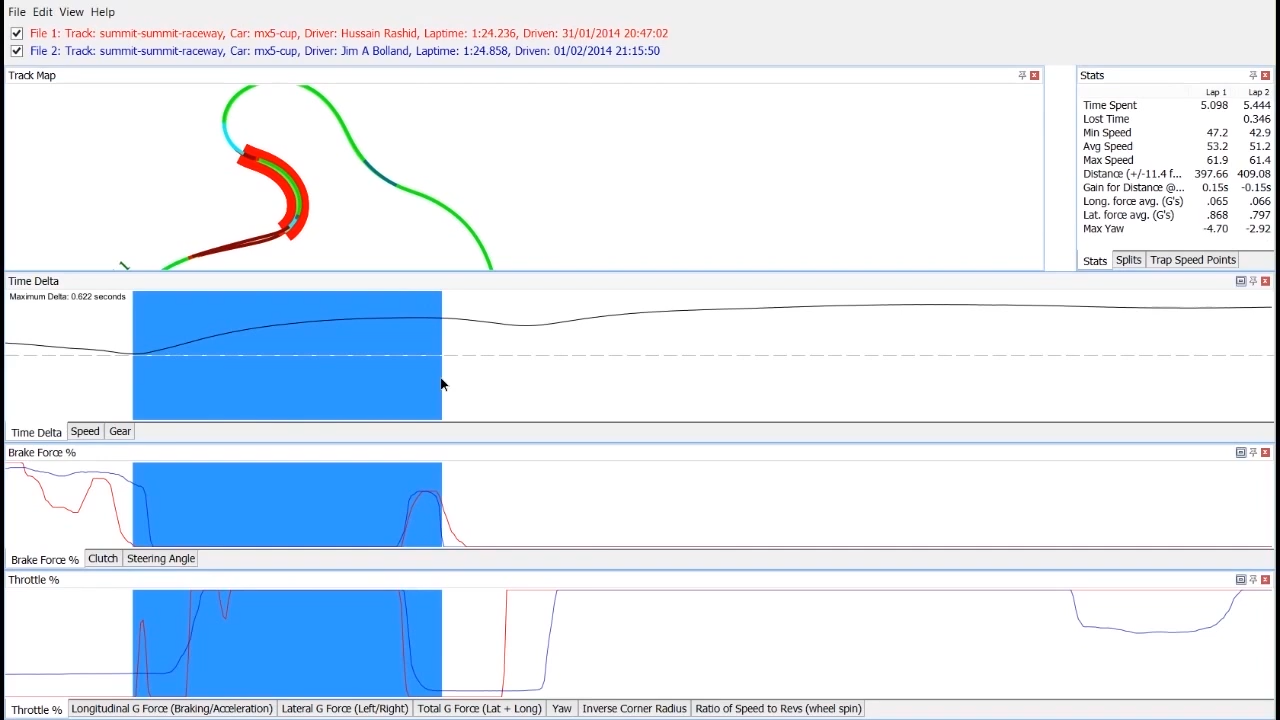 File Edit View Help
File 1: Track: summit-summit-raceway, Car: mx5-cup, Driver: Hussain Rashid, Laptime: 1:24.236, Driven: 31/01/2014 20:47:02
File 2: Track: summit-summit-raceway, Car: mx5-cup, Driver: Jim A Bolland, Laptime: 1:24.858, Driven: 01/02/2014 21:15:50
Track Map
Stats
Lap 1 Lap 2
Time Spent 5.098 5.444
Lost Time 0.346
Min Speed 47.2 42.9
Avg Speed 53.2 51.2
Max Speed 61.9 61.4
Distance (+/-11.4 f... 397.66 409.08
Gain for Distance @... 0.15s -0.15s
Long. force avg. (G's) .065 .066
Lat. force avg. (G's) .868 .797
Max Yaw -4.70 -2.92
Stats Splits Trap Speed Points
1
Time Delta
Maximum Delta: 0.622 seconds
Time Delta Speed Gear
Brake Force %
Brake Force % Clutch Steering Angle
Throttle %
Throttle % Longitudinal G Force (Braking/Acceleration) Lateral G Force (Left/Right) Total G Force (Lat + Long) Yaw Inverse Corner Radius Ratio of Speed to Revs (wheel spin)